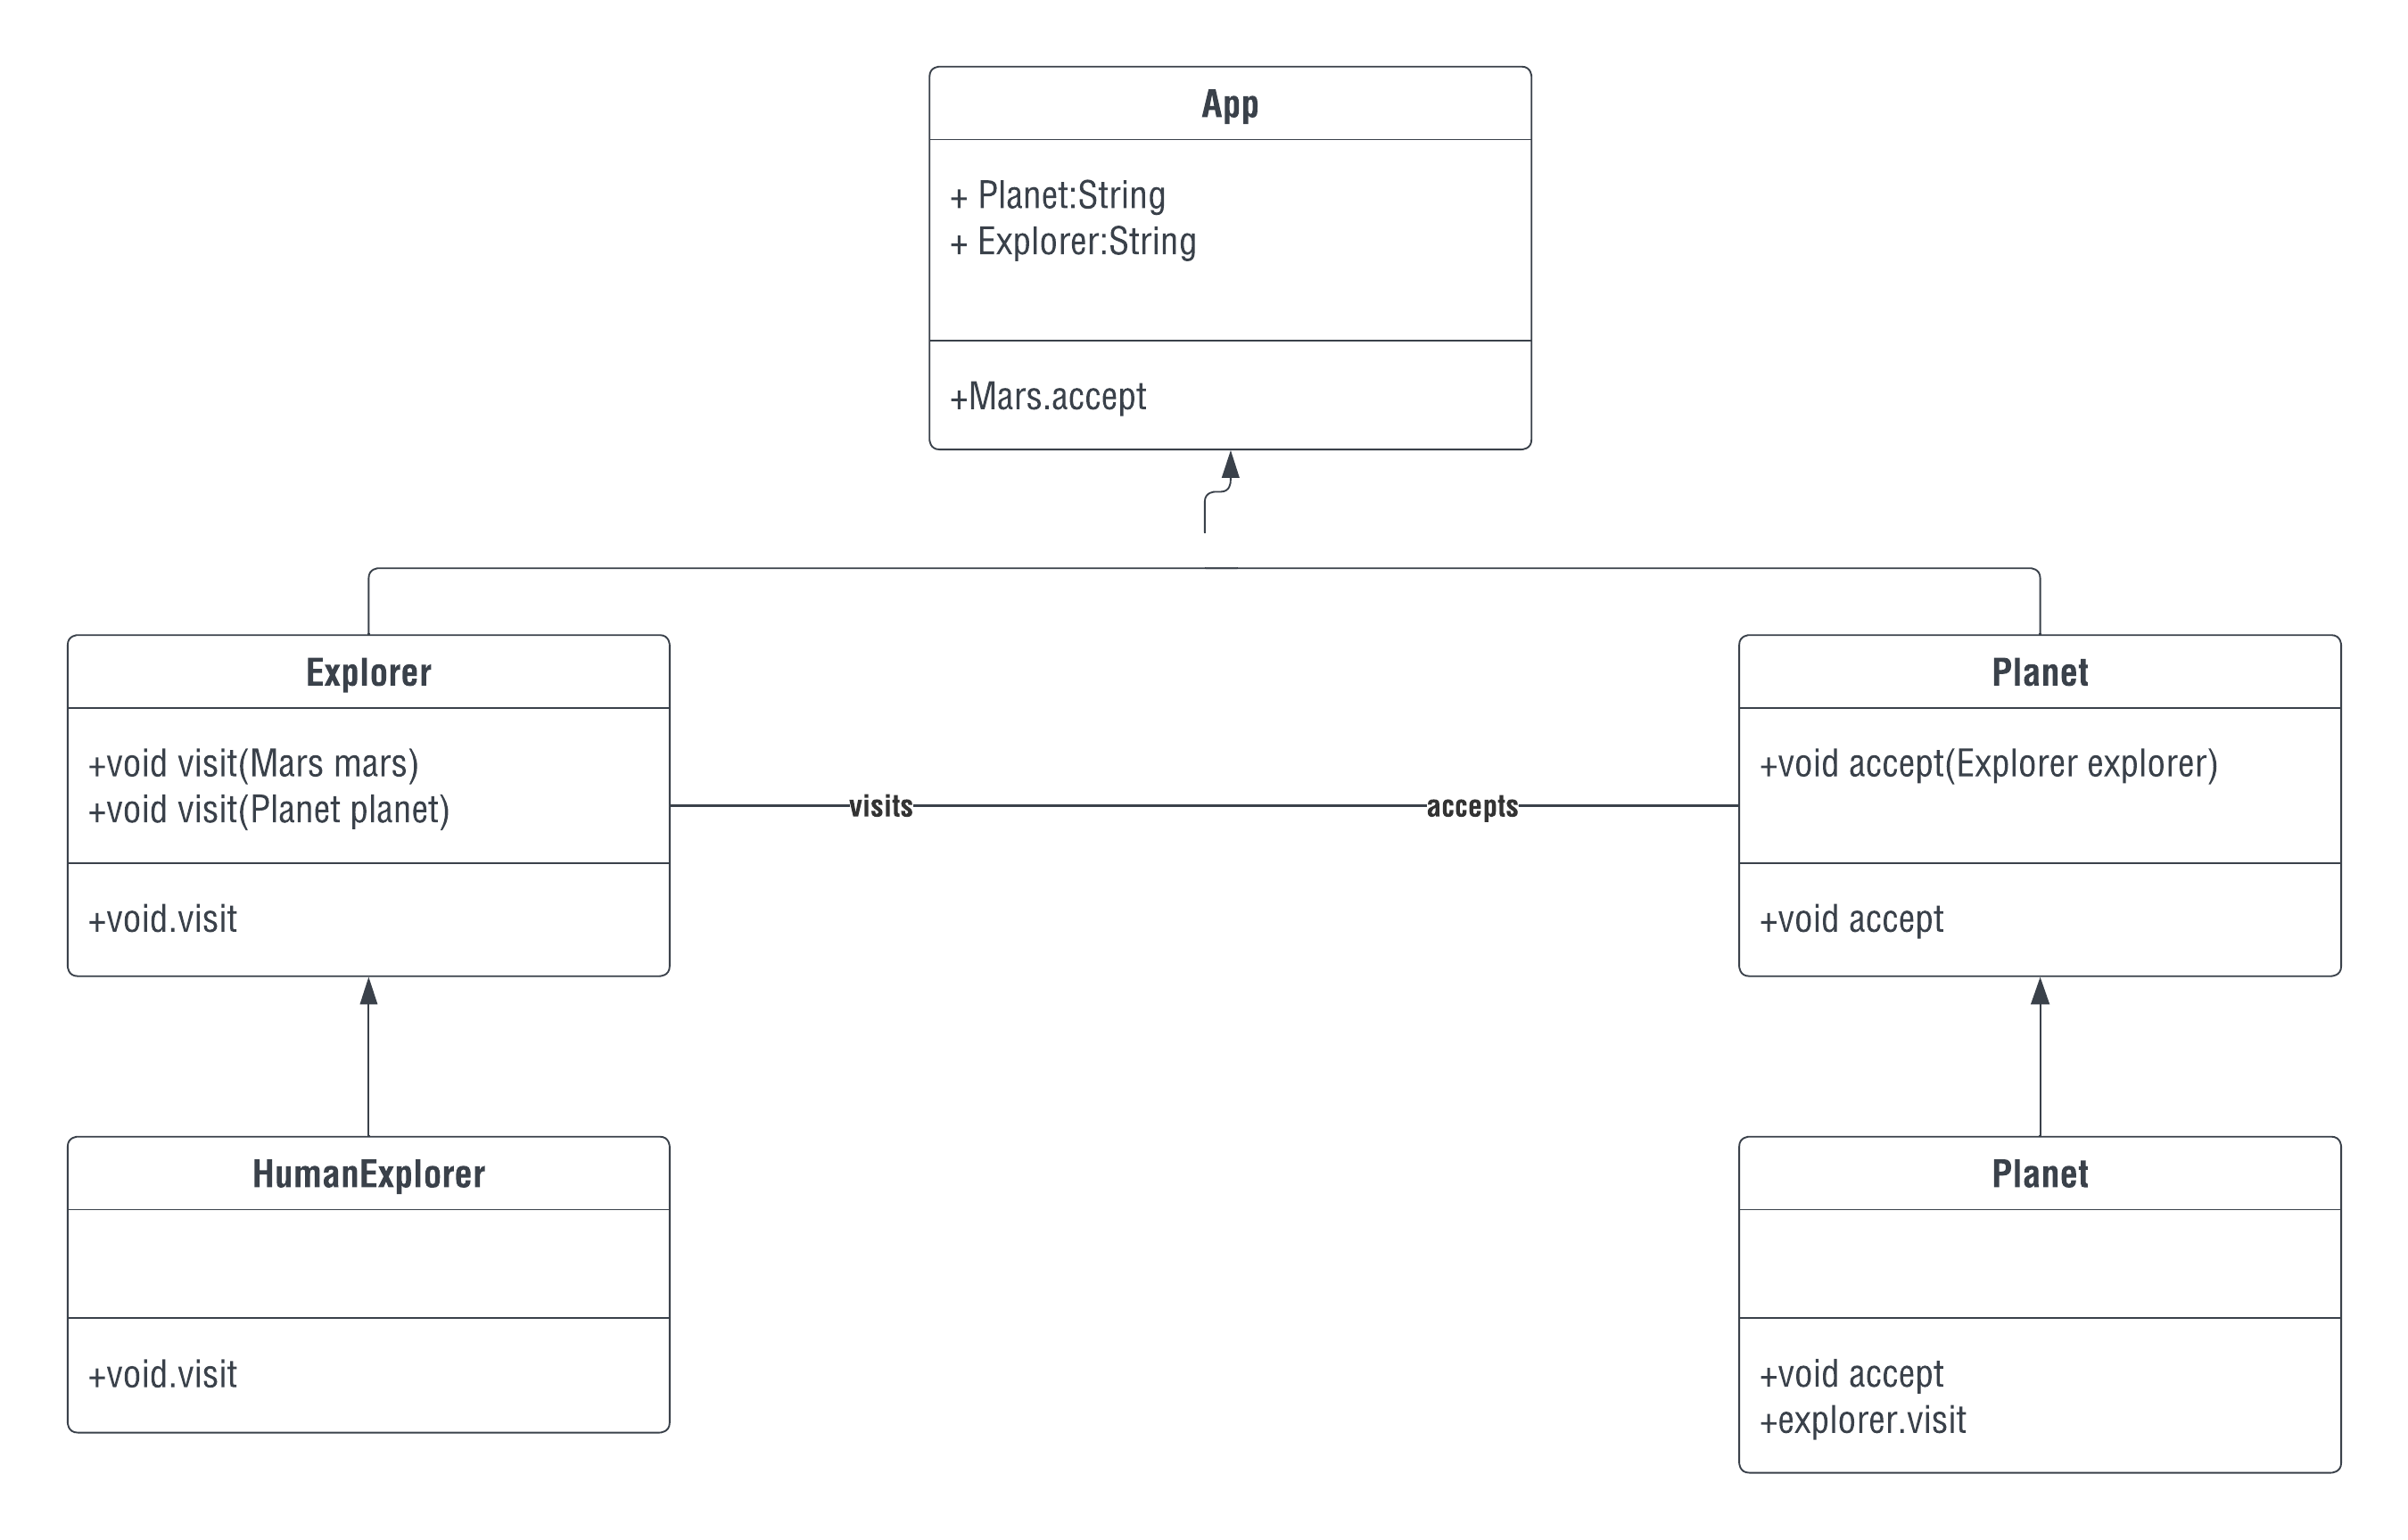 App
+ Planet:String
+ Explorer:String
+Mars.accept
Explorer
+void visit(Mars mars)
+void visit(Planet planet)
+void.visit
visits
accepts
Planet
+void accept(Explorer explorer)
+void accept
HumanExplorer
+void.visit
Planet
+void accept
+explorer.visit